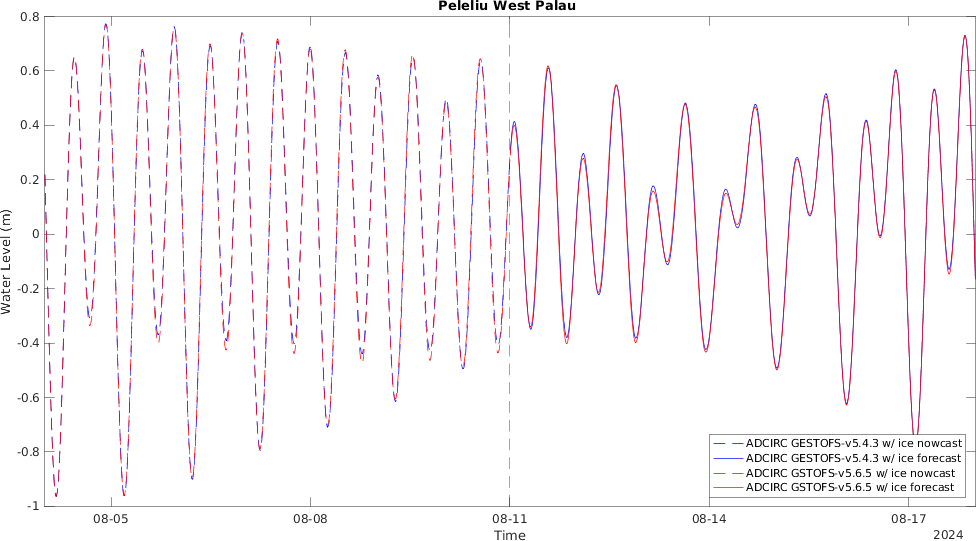 Peleliu West Palau
0.8
0.6
0.4
0.2
0
-0.2
-0.4
-0.6
-0.8
-1
Water Level (m)
08-05
08-08
08-11
08-14
08-17
Time
2024
ADCIRC GESTOFS-v5.4.3 w/ ice nowcast
ADCIRC GESTOFS-v5.4.3 w/ ice forecast
ADCIRC GSTOFS-v5.6.5 w/ ice nowcast
ADCIRC GSTOFS-v5.6.5 w/ ice forecast